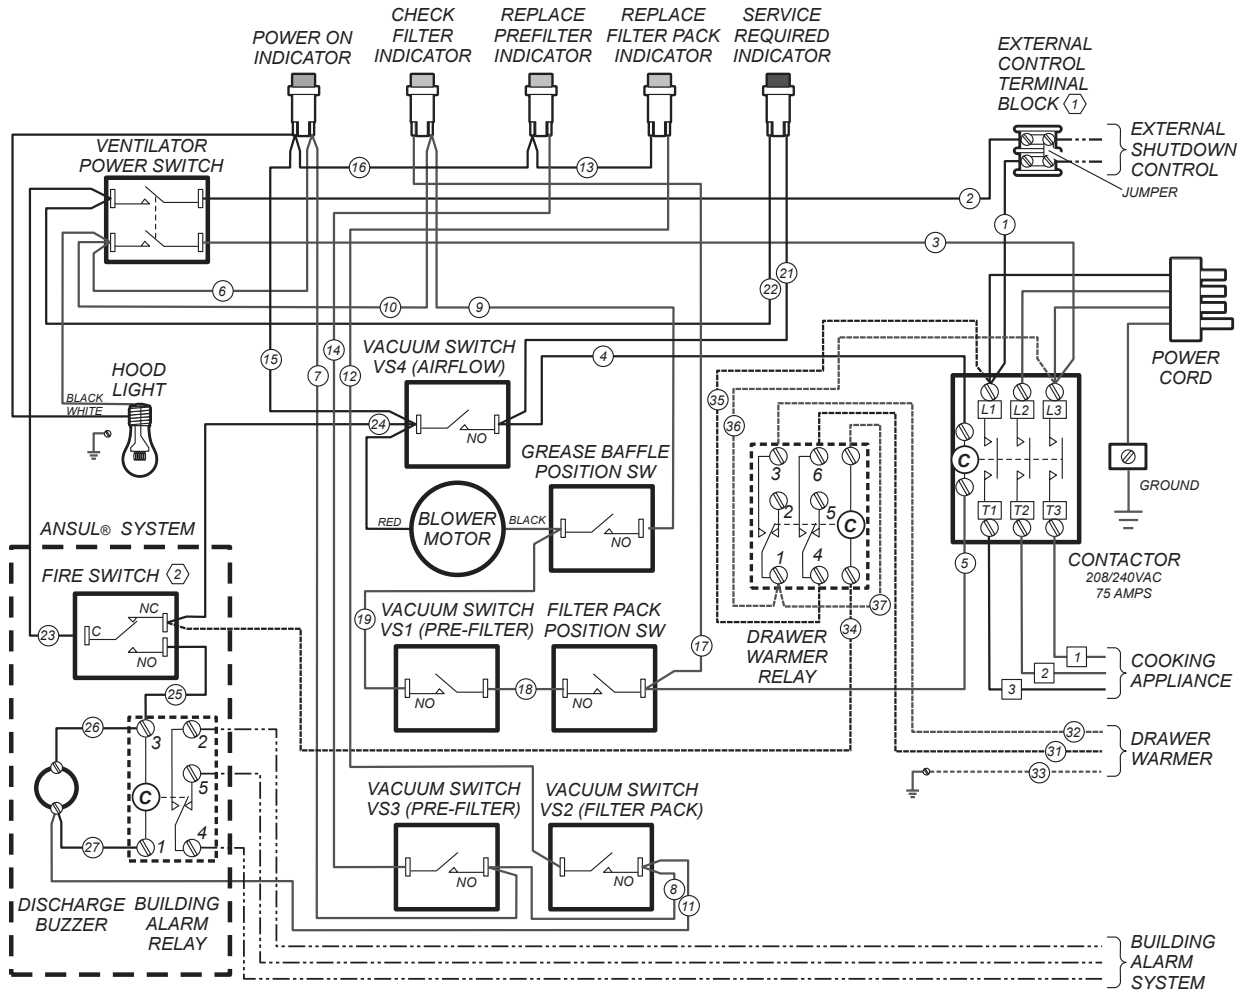 POWER ON
INDICATOR
CHECK
FILTER
INDICATOR
REPLACE
PREFILTER
INDICATOR
REPLACE
FILTER PACK
INDICATOR
SERVICE
REQUIRED
INDICATOR
EXTERNAL
CONTROL
TERMINAL
BLOCK 1
EXTERNAL
SHUTDOWN
CONTROL
JUMPER
VENTILATOR
POWER SWITCH
16
13
2
1
3
6
10
9
22
21
15
7
14
12
4
VACUUM SWITCH
VS4 (AIRFLOW)
NO
24
HOOD
LIGHT
BLACK
WHITE
POWER
CORD
GROUND
35
36
L1
L2
L3
C
T1
T2
T3
CONTACTOR
208/240VAC
75 AMPS
5
GREASE BAFFLE
POSITION SW
NO
RED
BLOWER
MOTOR
BLACK
3
6
2
5
C
1
4
37
34
DRAWER
WARMER
RELAY
ANSUL® SYSTEM
FIRE SWITCH 2
NC
C
NO
23
25
19
VACUUM SWITCH
VS1 (PRE-FILTER)
NO
18
FILTER PACK
POSITION SW
NO
17
1
2
3
COOKING
APPLIANCE
32
31
33
DRAWER
WARMER
26
3
2
5
C
27
1
4
DISCHARGE
BUZZER
BUILDING
ALARM
RELAY
VACUUM SWITCH
VS3 (PRE-FILTER)
NO
VACUUM SWITCH
VS2 (FILTER PACK)
NO
8
11
BUILDING
ALARM
SYSTEM